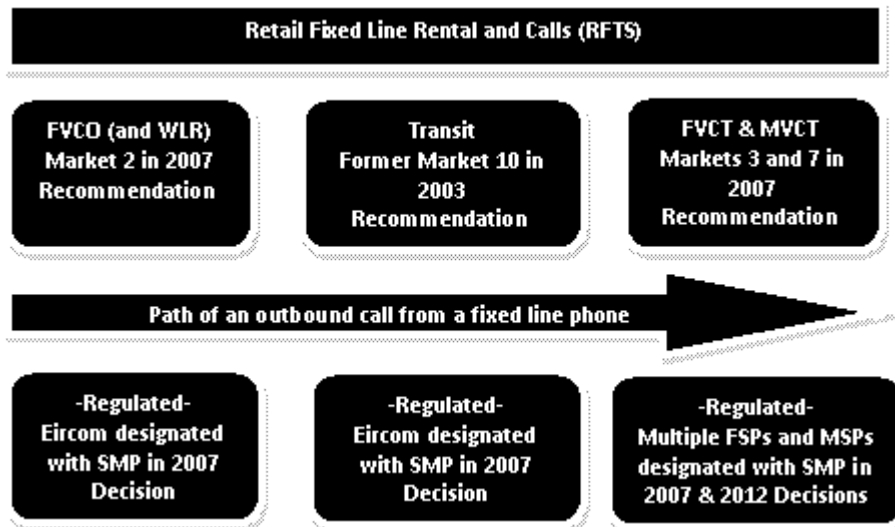 Retail Fixed Line Rental and Calls (RFTS)
FVCO (and WLR)
Market 2 in 2007
Recommendation
Transit
Former Market 10 in
2003
Recommendation
FVCT & MVCT
Markets 3 and 7 in
2007
Recommendation
Path of an outbound call from a fixed line phone
-Regulated-
Eircom designated
with SMP in 2007
Decision
-Regulated-
Eircom designated
with SMP in 2007
Decision
-Regulated-
Multiple FSPs and MSPs
designated with SMP in
2007 & 2012 Decisions